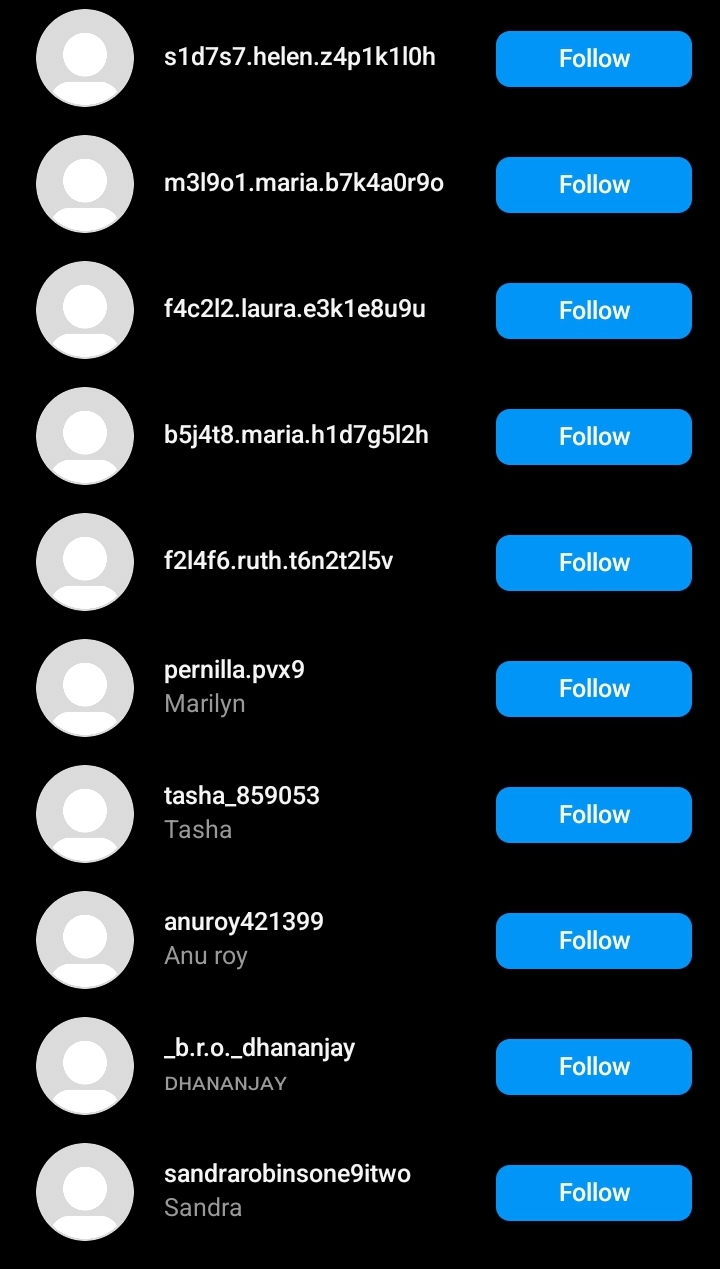 s1d7s7.helen.z4p1k1l0h
Follow
m3l9o1.maria.b7k4a0r9o
Follow
f4c2l2.laura.e3k1e8u9u
Follow
b5j4t8.maria.h1d7g5l2h
Follow
f2l4f6.ruth.t6n2t2l5v
Follow
pernilla.pvx9
Marilyn
Follow
tasha_859053
Tasha
Follow
anuroy421399
Anu roy
Follow
_b.r.o._dhananjay
ᴅʜᴀɴᴀɴᴊᴀʏ
Follow
sandrarobinsone9itwo
Sandra
Follow